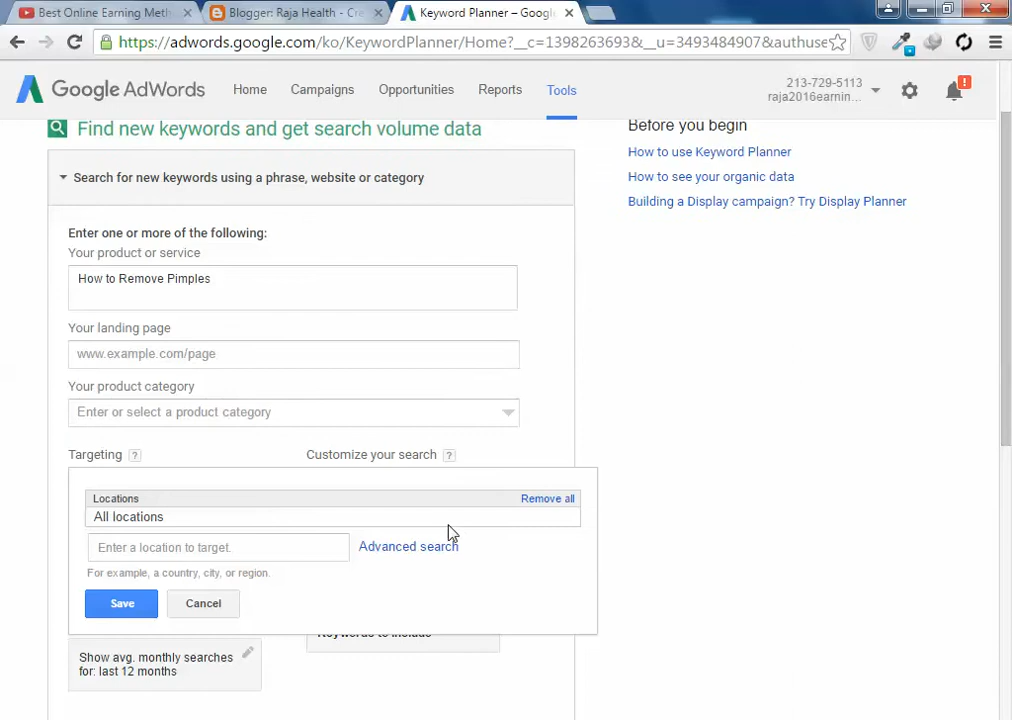 Best Online Earning Meth
Blogger: Raja Health - Cre
Keyword Planner – Googl
https://adwords.google.com/ko/KeywordPlanner/Home?__c=1398263693&__u=3493484907&authuse
Google AdWords
Home
Campaigns
Opportunities
Reports
Tools
213-729-5113
raja2016earnin...
!
Find new keywords and get search volume data
Before you begin
How to use Keyword Planner
How to see your organic data
Building a Display campaign? Try Display Planner
Search for new keywords using a phrase, website or category
Enter one or more of the following:
Your product or service
How to Remove Pimples
Your landing page
www.example.com/page
Your product category
Enter or select a product category
Targeting ?
Customize your search ?
Locations
Remove all
All locations
Enter a location to target.
Advanced search
For example, a country, city, or region.
Save
Cancel
Keywords to include
Show avg. monthly searches
for: last 12 months